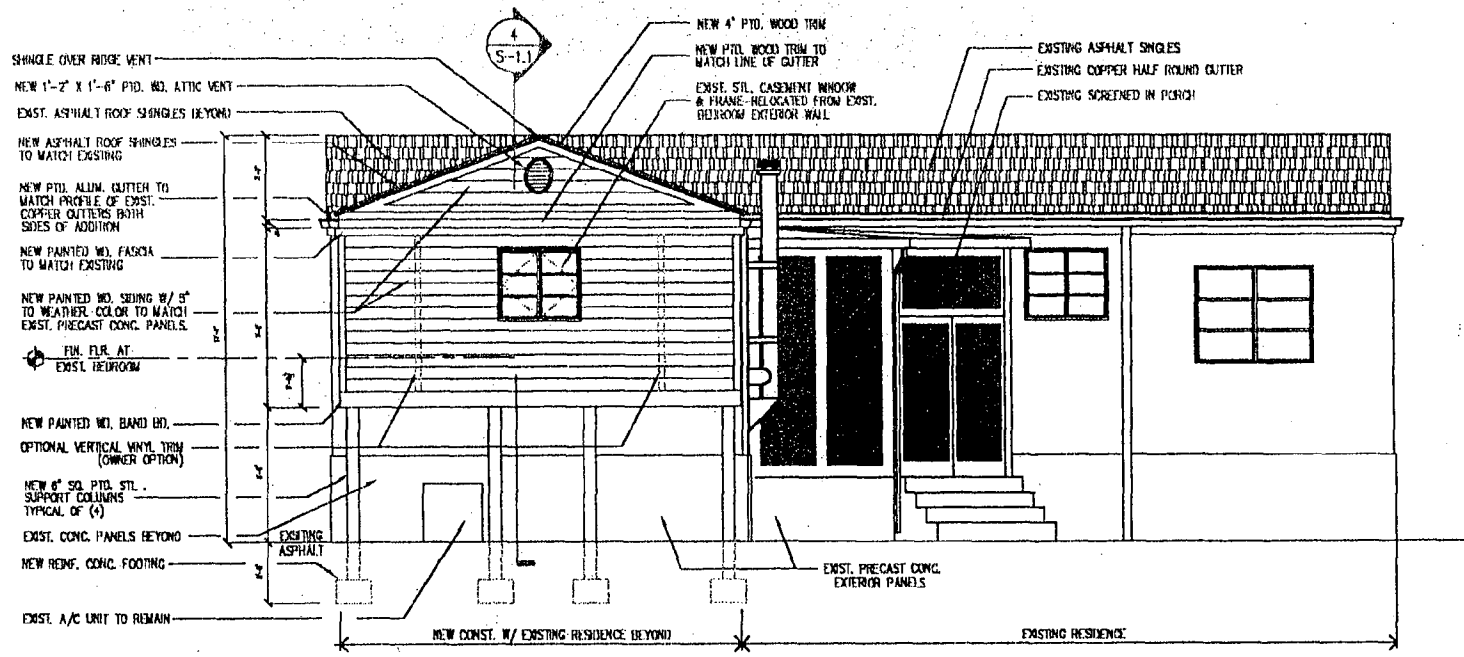 4
S-1.1
SHINGLE OVER RIDGE VENT
NEW 1'-2" X 1'-6" PTD. WD. ATTIC VENT
EXIST. ASPHALT ROOF SHINGLES BEYOND
NEW ASPHALT ROOF SHINGLES
TO MATCH EXISTING
NEW PTD. ALUM. GUTTER TO
MATCH PROFILE OF EXIST.
COPPER GUTTERS BOTH
SIDES OF ADDITION
NEW PAINTED WD. FASCIA
TO MATCH EXISTING
NEW PAINTED WD. SIDING W/ 5"
TO WEATHER. COLOR TO MATCH
EXIST. PRECAST CONC. PANELS.
FIN. FLR. AT
EXIST. BEDROOM
NEW PAINTED WD. BAND BD.
OPTIONAL VERTICAL VINYL TRIM
(OWNER OPTION)
NEW 6" SQ. PTD. STL.
SUPPORT COLUMNS
TYPICAL OF (4)
EXIST. CONC. PANELS BEYOND
NEW REINF. CONC. FOOTING
EXIST. A/C UNIT TO REMAIN
EXSITING
ASPHALT
NEW 4" PTD. WOOD TRIM
NEW PTD. WOOD TRIM TO
MATCH LINE OF GUTTER
EXIST. STL. CASEMENT WINDOW
& FRAME-RELOCATED FROM EXIST.
BEDROOM EXTERIOR WALL
EXISTING ASPHALT SINGLES
EXISTING COPPER HALF ROUND GUTTER
EXISTING SCREENED IN PORCH
EXIST. PRECAST CONC.
EXTERIOR PANELS
NEW CONST. W/ EXISTING RESIDENCE BEYOND
EXISTING RESIDENCE